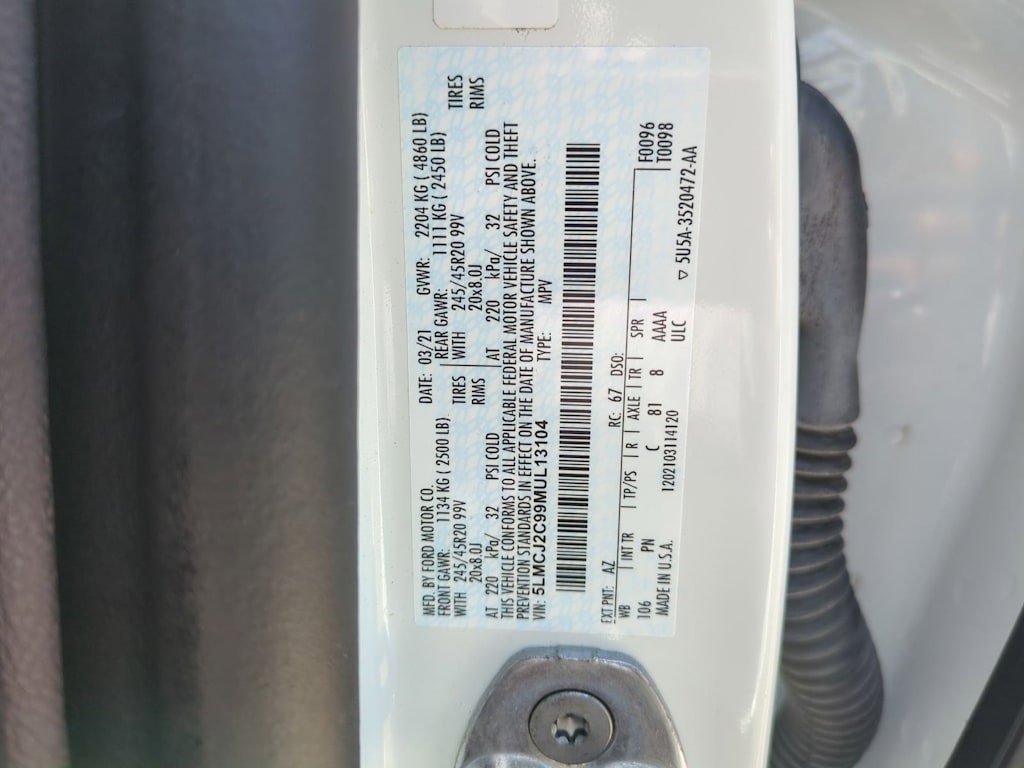 MFD. BY FORD MOTOR CO.
DATE: 03/21 GVWR: 2204 KG ( 4860 LB)
FRONT GAWR: 1134 KG ( 2500 LB) REAR GAWR: 1111 KG ( 2450 LB)
WITH 245/45R20 99V TIRES WITH 245/45R20 99V TIRES
20x8.0J RIMS 20x8.0J RIMS
AT 220 kPa/ 32 PSI COLD AT 220 kPa/ 32 PSI COLD
THIS VEHICLE CONFORMS TO ALL APPLICABLE FEDERAL MOTOR VEHICLE SAFETY AND THEFT
PREVENTION STANDARDS IN EFFECT ON THE DATE OF MANUFACTURE SHOWN ABOVE.
VIN: 5LMCJ2C99MUL13104 TYPE: MPV
EXT PNT: AZ RC: 67 DSO: F0096
WB INT TR TP/PS R AXLE TR SPR T0098
106 PN C 81 8 AAAA
MADE IN U.S.A. 120210311​4120 ULC ▽ 5U5A-3520472-AA